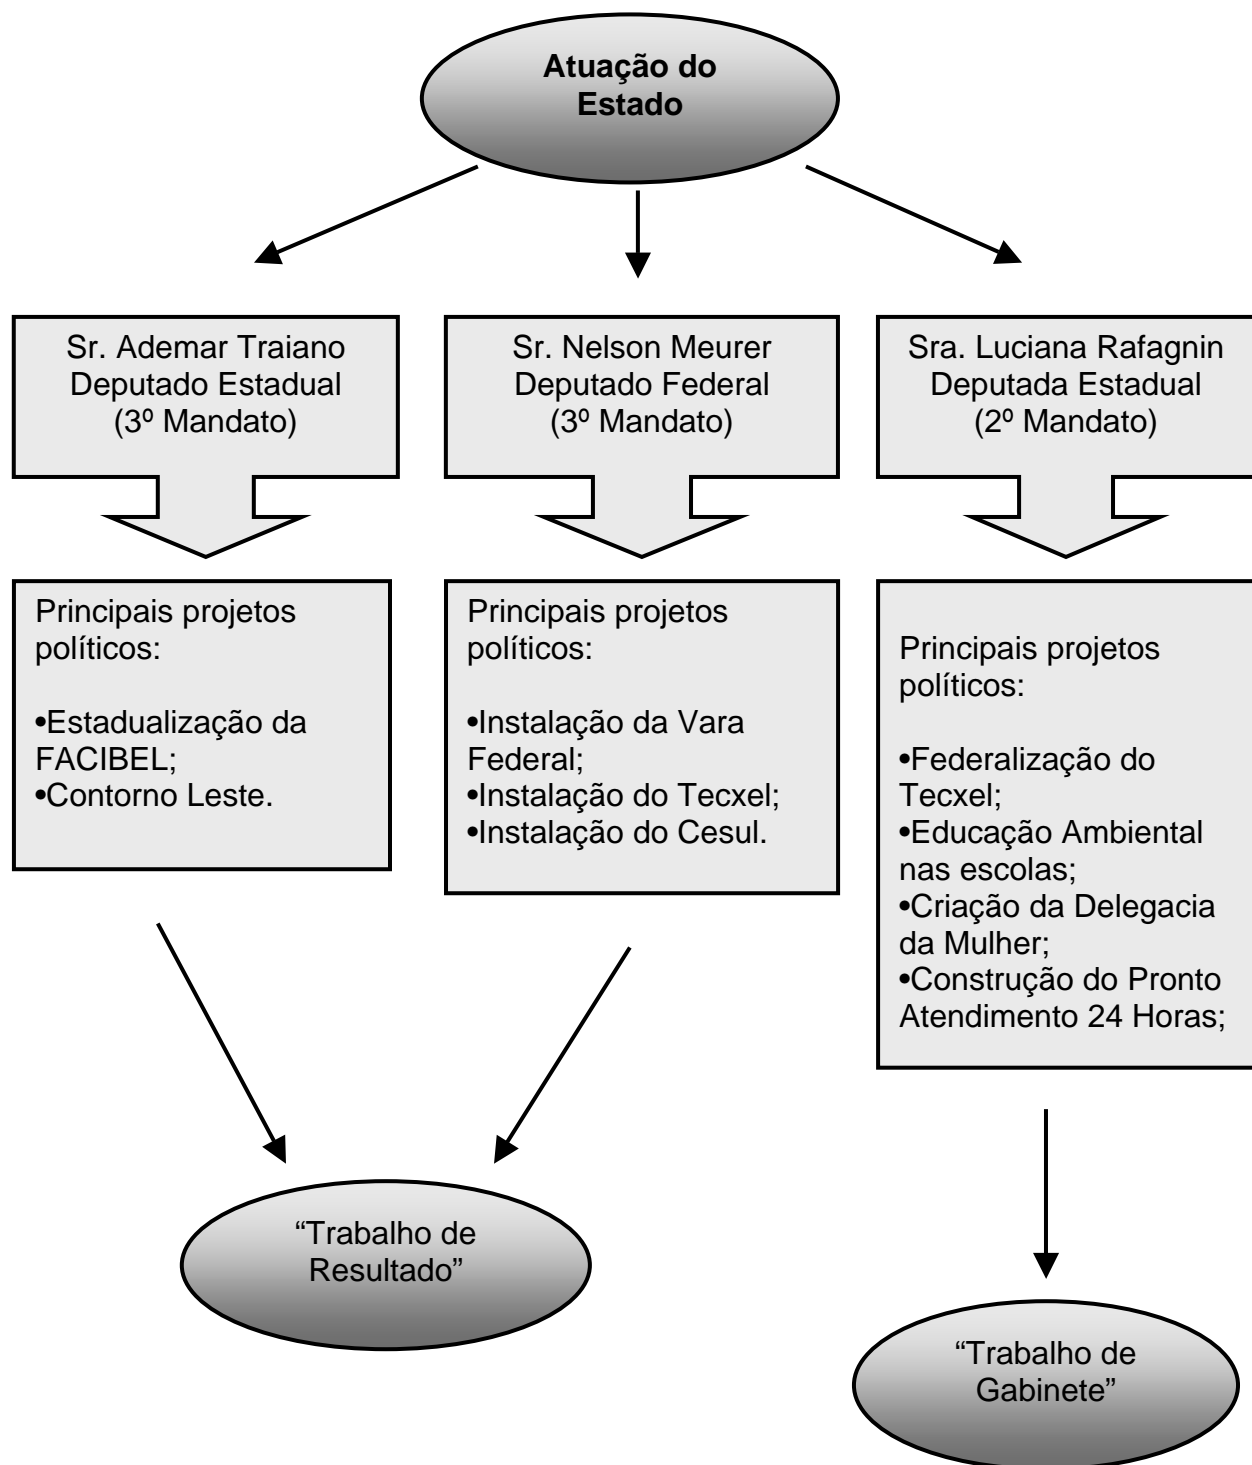 Atuação do
Estado
Sr. Ademar Traiano
Deputado Estadual
(3º Mandato)
Sr. Nelson Meurer
Deputado Federal
(3º Mandato)
Sra. Luciana Rafagnin
Deputada Estadual
(2º Mandato)
Principais projetos
políticos:
•Estadualização da
FACIBEL;
•Contorno Leste.
Principais projetos
políticos:
•Instalação da Vara
Federal;
•Instalação do Tecxel;
•Instalação do Cesul.
Principais projetos
políticos:
•Federalização do
Tecxel;
•Educação Ambiental
nas escolas;
•Criação da Delegacia
da Mulher;
•Construção do Pronto
Atendimento 24 Horas;
“Trabalho de
Resultado”
“Trabalho de
Gabinete”